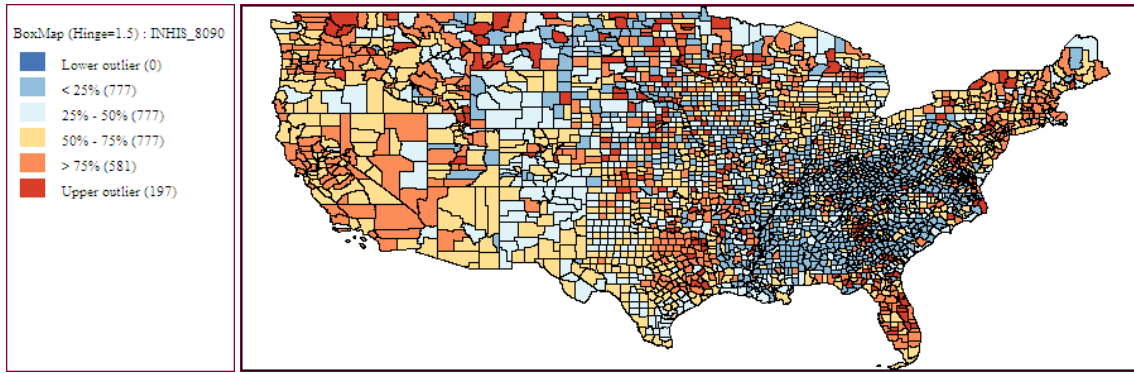 BoxMap (Hinge=1.5) : INHIS_8090
Lower outlier (0)
< 25% (777)
25% - 50% (777)
50% - 75% (777)
> 75% (581)
Upper outlier (197)